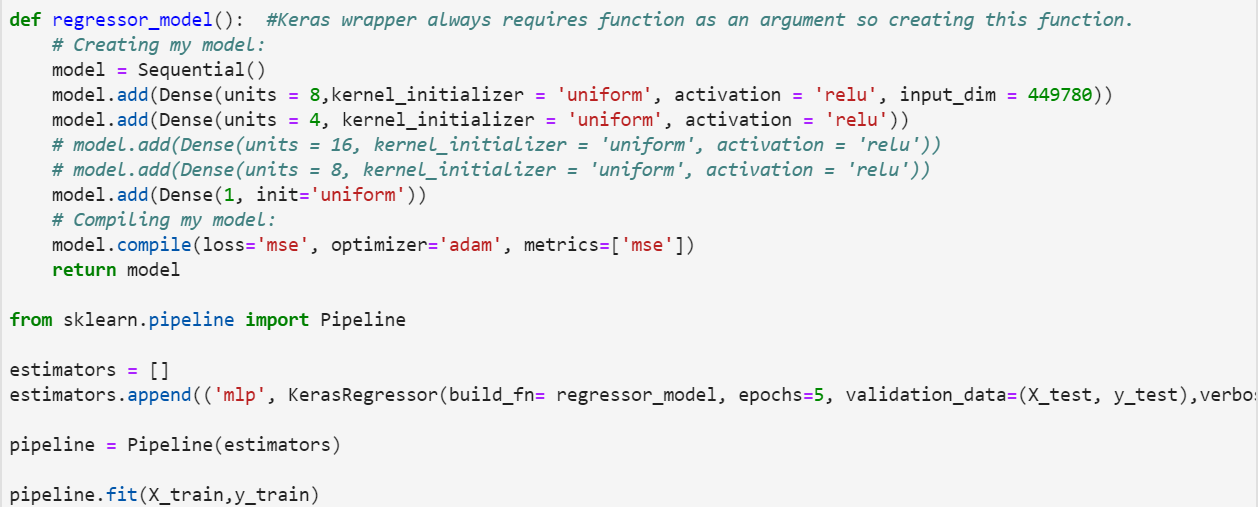 def regressor_model():  #Keras wrapper always requires function as an argument so creating this function.
    # Creating my model:
    model = Sequential()
    model.add(Dense(units = 8,kernel_initializer = 'uniform', activation = 'relu', input_dim = 449780))
    model.add(Dense(units = 4, kernel_initializer = 'uniform', activation = 'relu'))
    # model.add(Dense(units = 16, kernel_initializer = 'uniform', activation = 'relu'))
    # model.add(Dense(units = 8, kernel_initializer = 'uniform', activation = 'relu'))
    model.add(Dense(1, init='uniform'))
    # Compiling my model:
    model.compile(loss='mse', optimizer='adam', metrics=['mse'])
    return model
from sklearn.pipeline import Pipeline
estimators = []
estimators.append(('mlp', KerasRegressor(build_fn= regressor_model, epochs=5, validation_data=(X_test, y_test),verbos
pipeline = Pipeline(estimators)
pipeline.fit(X_train,y_train)